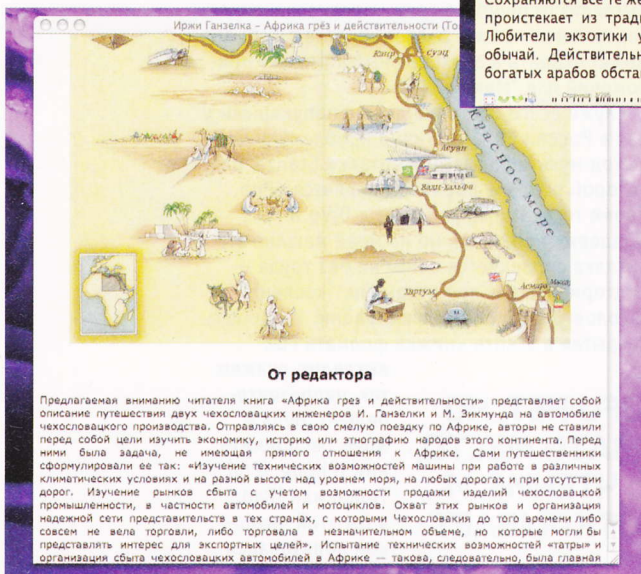 Сохраняются все те же
проистекает из трад
Любители экзотики у
обычай. Действительн
богатых арабов обста
Иржи Ганзелка – Африка грёз и действительности (То
Каир
Суэц
Асуан
Красное море
Вади-Хальфа
Хартум
Асмара
От редактора
Предлагаемая вниманию читателя книга «Африка грез и действительности» представляет собой
описание путешествия двух чехословацких инженеров И. Ганзелки и М. Зикмунда на автомобиле
чехословацкого производства. Отправляясь в свою смелую поездку по Африке, авторы не ставили
перед собой цели изучить экономику, историю или этнографию народов этого континента. Перед
ними была задача, не имеющая прямого отношения к Африке. Сами путешественники
сформулировали ее так: «Изучение технических возможностей машины при работе в различных
климатических условиях и на разной высоте над уровнем моря, на любых дорогах и при отсутствии
дорог. Изучение рынков сбыта с учетом возможности продажи изделий чехословацкой
промышленности, в частности автомобилей и мотоциклов. Охват этих рынков и организация
надежной сети представительств в тех странах, с которыми Чехословакия до того времени либо
совсем не вела торговли, либо торговала в незначительном объеме, но которые могли бы
представлять интерес для экспортных целей». Испытание технических возможностей «татры» и
организация сбыта чехословацких автомобилей в Африке — такова, следовательно, была главная